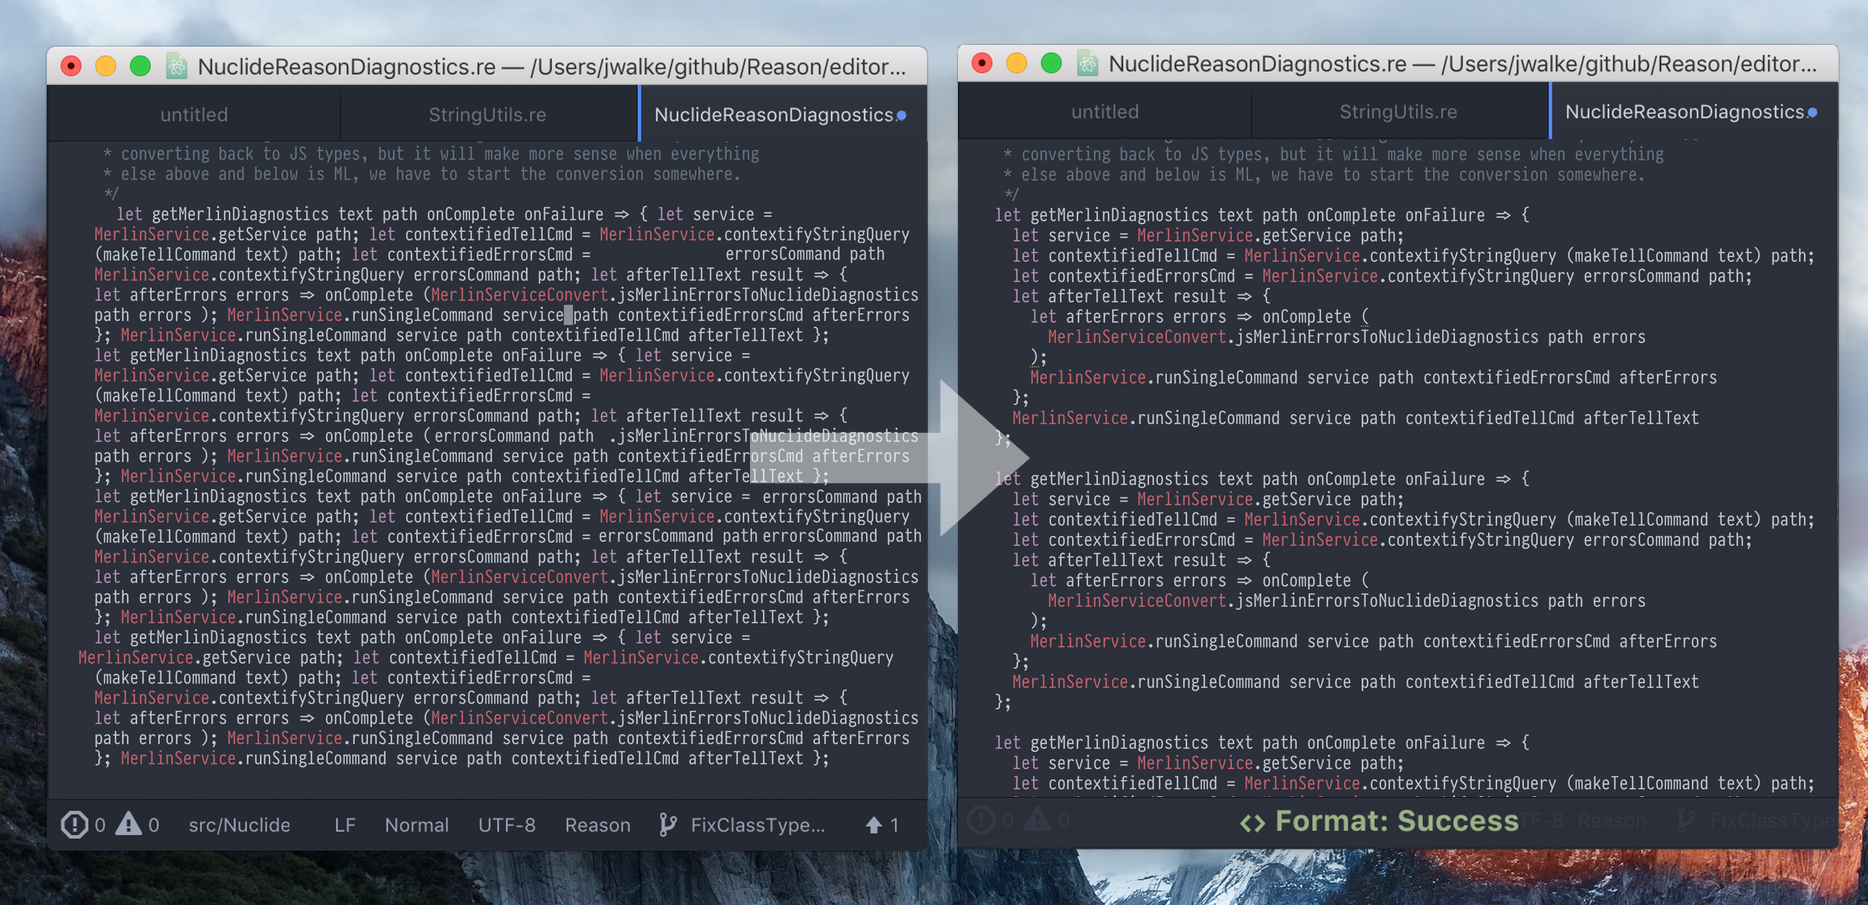 NuclideReasonDiagnostics.re — /Users/jwalke/github/Reason/editor...
untitled
StringUtils.re
NuclideReasonDiagnostics.
* converting back to JS types, but it will make more sense when everything
* else above and below is ML, we have to start the conversion somewhere.
*/
let getMerlinDiagnostics text path onComplete onFailure ⇒ { let service =
MerlinService.getService path; let contextifiedTellCmd = MerlinService.contextifyStringQuery
(makeTellCommand text) path; let contextifiedErrorsCmd = errorsCommand path
MerlinService.contextifyStringQuery errorsCommand path; let afterTellText result ⇒ {
let afterErrors errors ⇒ onComplete (MerlinServiceConvert.jsMerlinErrorsToNuclideDiagnostics
path errors ); MerlinService.runSingleCommand service path contextifiedErrorsCmd afterErrors
}; MerlinService.runSingleCommand service path contextifiedTellCmd afterTellText };
let getMerlinDiagnostics text path onComplete onFailure ⇒ { let service =
MerlinService.getService path; let contextifiedTellCmd = MerlinService.contextifyStringQuery
(makeTellCommand text) path; let contextifiedErrorsCmd =
MerlinService.contextifyStringQuery errorsCommand path; let afterTellText result ⇒ {
let afterErrors errors ⇒ onComplete (errorsCommand path .jsMerlinErrorsToNuclideDiagnostics
path errors ); MerlinService.runSingleCommand service path contextifiedErrorsCmd afterErrors
}; MerlinService.runSingleCommand service path contextifiedTellCmd afterTellText };
let getMerlinDiagnostics text path onComplete onFailure ⇒ { let service = errorsCommand path
MerlinService.getService path; let contextifiedTellCmd = MerlinService.contextifyStringQuery
(makeTellCommand text) path; let contextifiedErrorsCmd = errorsCommand path errorsCommand path
MerlinService.contextifyStringQuery errorsCommand path; let afterTellText result ⇒ {
let afterErrors errors ⇒ onComplete (MerlinServiceConvert.jsMerlinErrorsToNuclideDiagnostics
path errors ); MerlinService.runSingleCommand service path contextifiedErrorsCmd afterErrors
}; MerlinService.runSingleCommand service path contextifiedTellCmd afterTellText };
let getMerlinDiagnostics text path onComplete onFailure ⇒ { let service =
MerlinService.getService path; let contextifiedTellCmd = MerlinService.contextifyStringQuery
(makeTellCommand text) path; let contextifiedErrorsCmd =
MerlinService.contextifyStringQuery errorsCommand path; let afterTellText result ⇒ {
let afterErrors errors ⇒ onComplete (MerlinServiceConvert.jsMerlinErrorsToNuclideDiagnostics
path errors ); MerlinService.runSingleCommand service path contextifiedErrorsCmd afterErrors
}; MerlinService.runSingleCommand service path contextifiedTellCmd afterTellText };
0 0 src/Nuclide LF Normal UTF-8 Reason FixClassType... 1
NuclideReasonDiagnostics.re — /Users/jwalke/github/Reason/editor...
untitled
StringUtils.re
NuclideReasonDiagnostics.
* converting back to JS types, but it will make more sense when everything
* else above and below is ML, we have to start the conversion somewhere.
*/
let getMerlinDiagnostics text path onComplete onFailure ⇒ {
let service = MerlinService.getService path;
let contextifiedTellCmd = MerlinService.contextifyStringQuery (makeTellCommand text) path;
let contextifiedErrorsCmd = MerlinService.contextifyStringQuery errorsCommand path;
let afterTellText result ⇒ {
let afterErrors errors ⇒ onComplete (
MerlinServiceConvert.jsMerlinErrorsToNuclideDiagnostics path errors
);
MerlinService.runSingleCommand service path contextifiedErrorsCmd afterErrors
};
MerlinService.runSingleCommand service path contextifiedTellCmd afterTellText
};
let getMerlinDiagnostics text path onComplete onFailure ⇒ {
let service = MerlinService.getService path;
let contextifiedTellCmd = MerlinService.contextifyStringQuery (makeTellCommand text) path;
let contextifiedErrorsCmd = MerlinService.contextifyStringQuery errorsCommand path;
let afterTellText result ⇒ {
let afterErrors errors ⇒ onComplete (
MerlinServiceConvert.jsMerlinErrorsToNuclideDiagnostics path errors
);
MerlinService.runSingleCommand service path contextifiedErrorsCmd afterErrors
};
MerlinService.runSingleCommand service path contextifiedTellCmd afterTellText
};
let getMerlinDiagnostics text path onComplete onFailure ⇒ {
let service = MerlinService.getService path;
let contextifiedTellCmd = MerlinService.contextifyStringQuery (makeTellCommand text) path;
0 0 <> Format: Success TF-8 Reason FixClassType